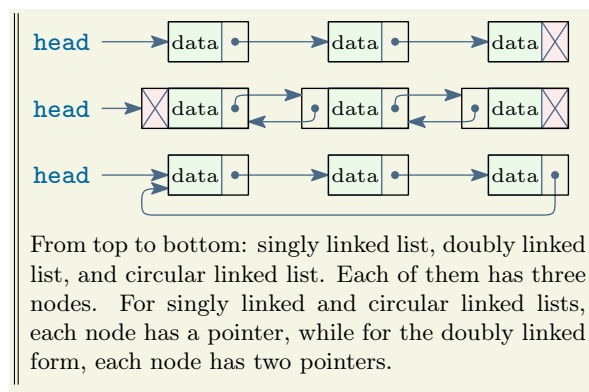 head data data data
head data data data
head data data data
From top to bottom: singly linked list, doubly linked
list, and circular linked list. Each of them has three
nodes. For singly linked and circular linked lists,
each node has a pointer, while for the doubly linked
form, each node has two pointers.